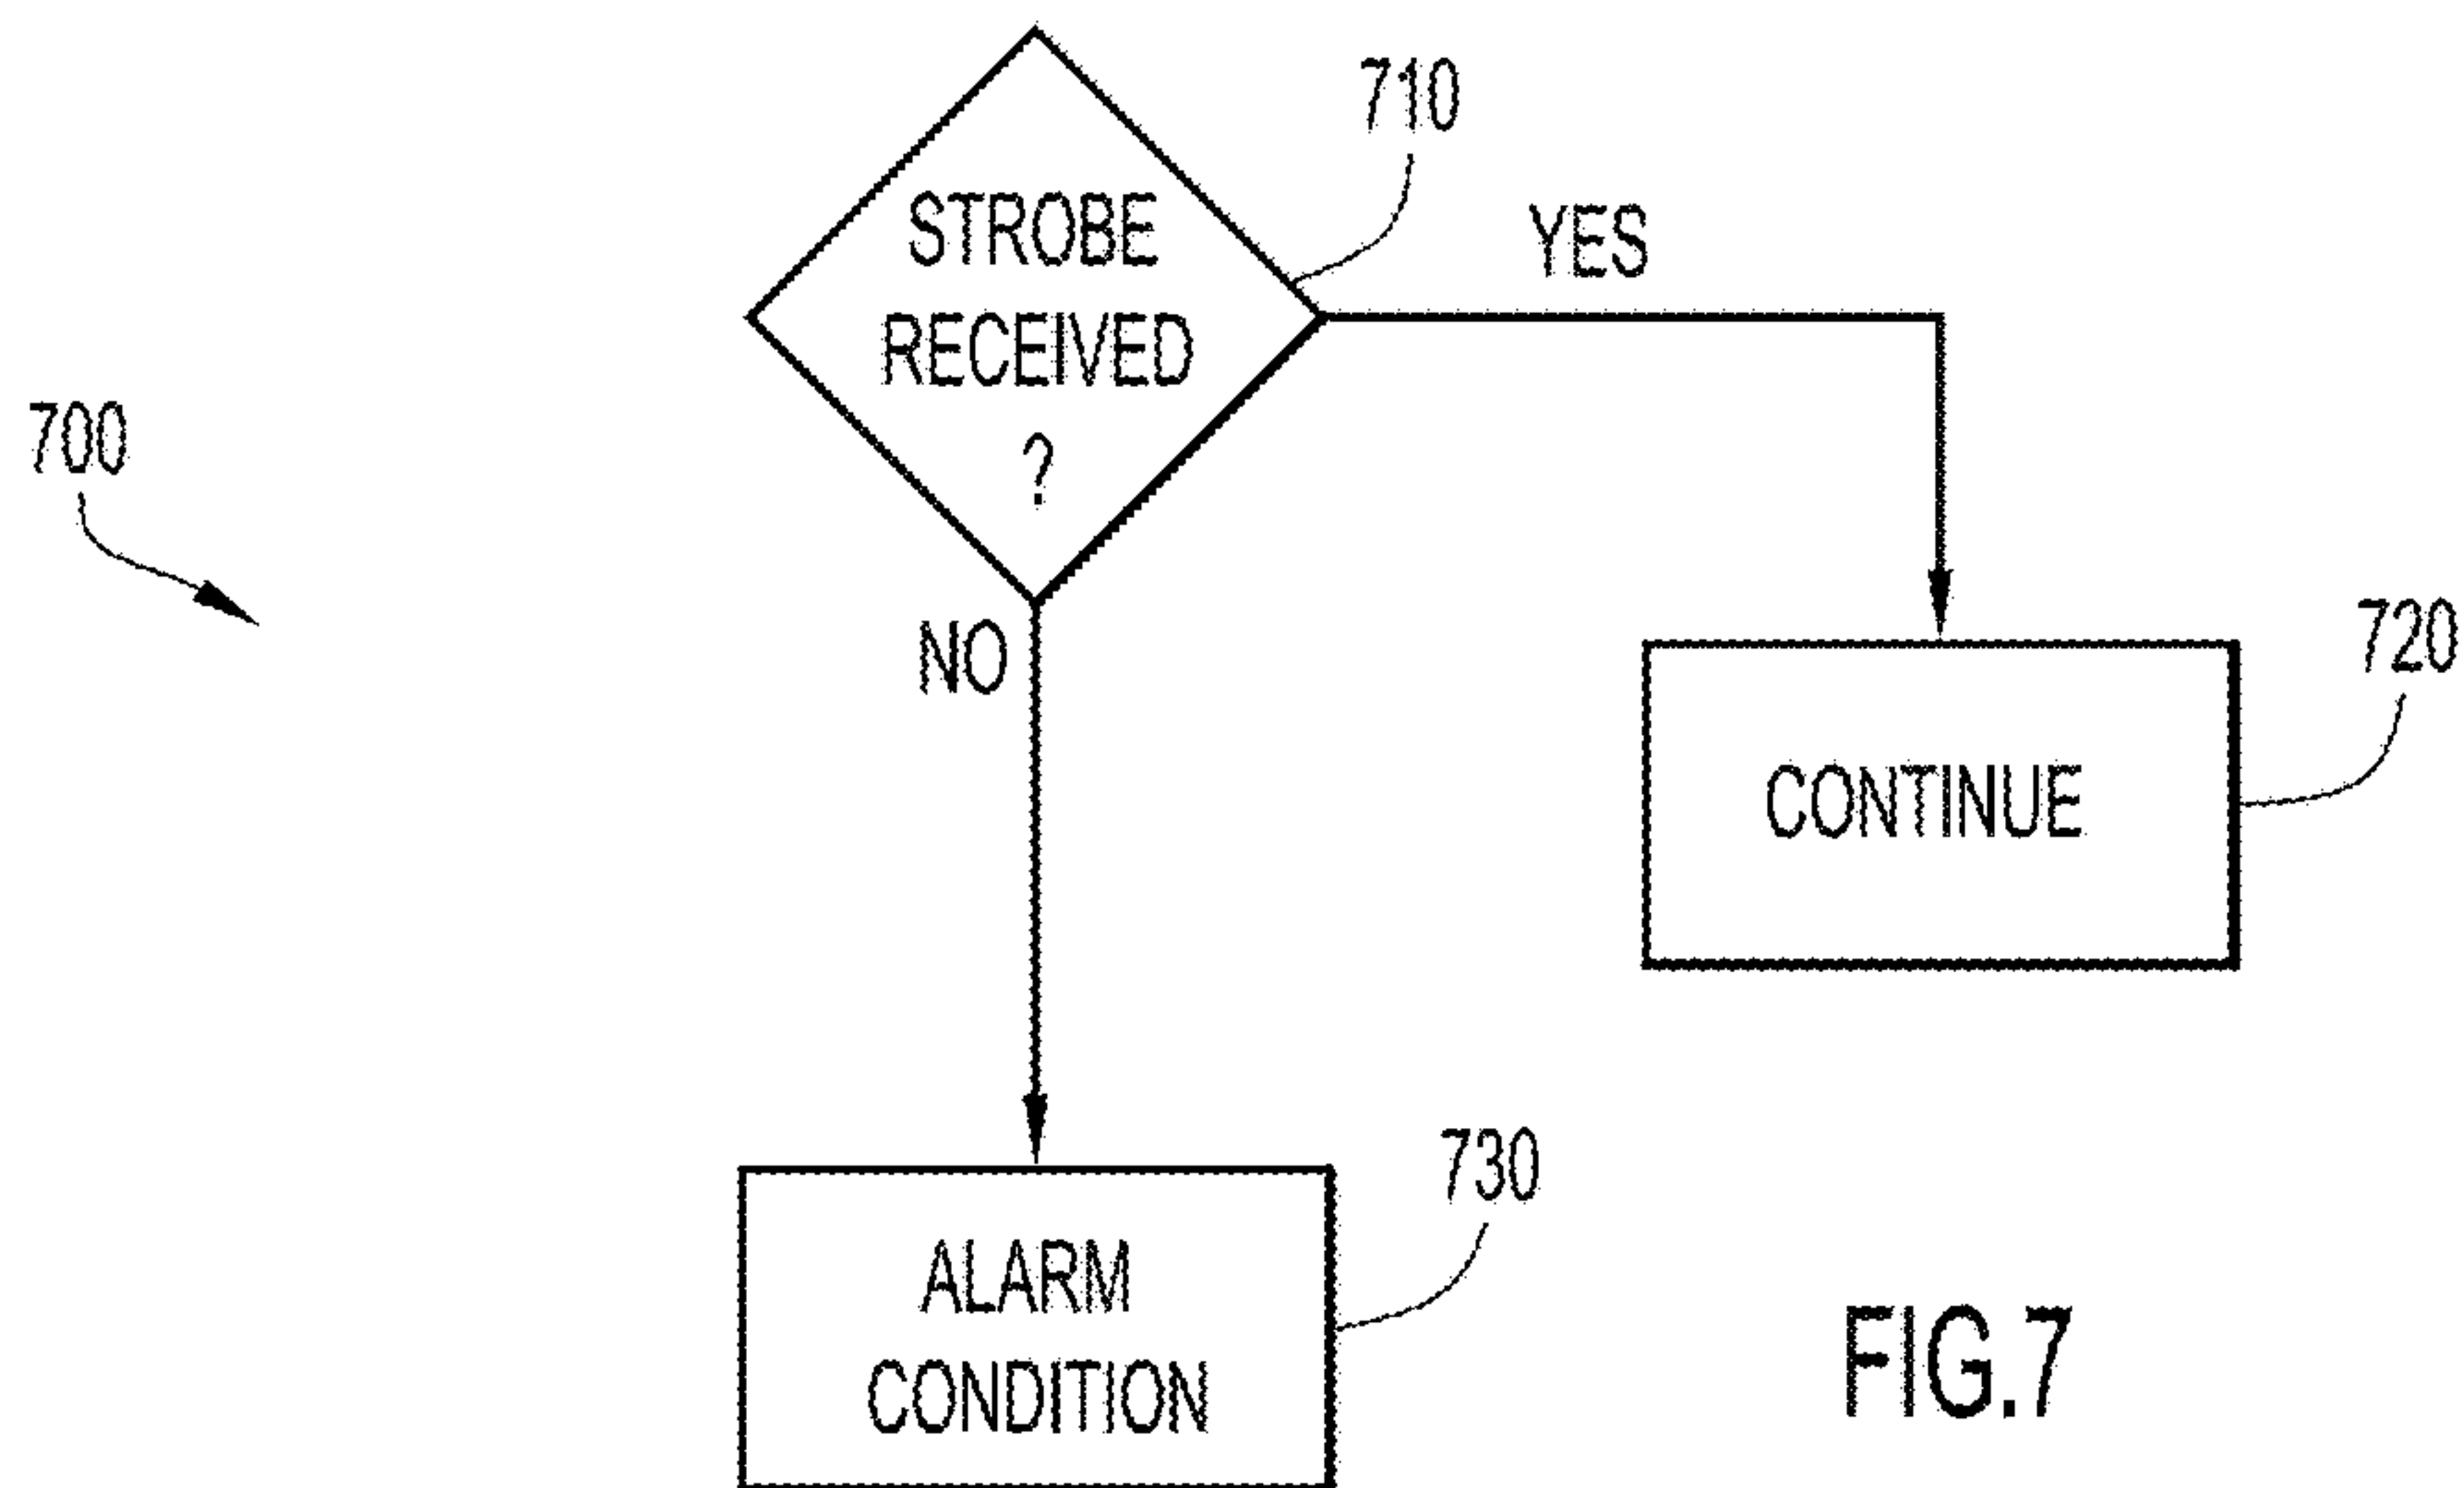 710
STROBE
RECEIVED
?
YES
700
NO
720
CONTINUE
730
ALARM
CONDITION
FIG.7